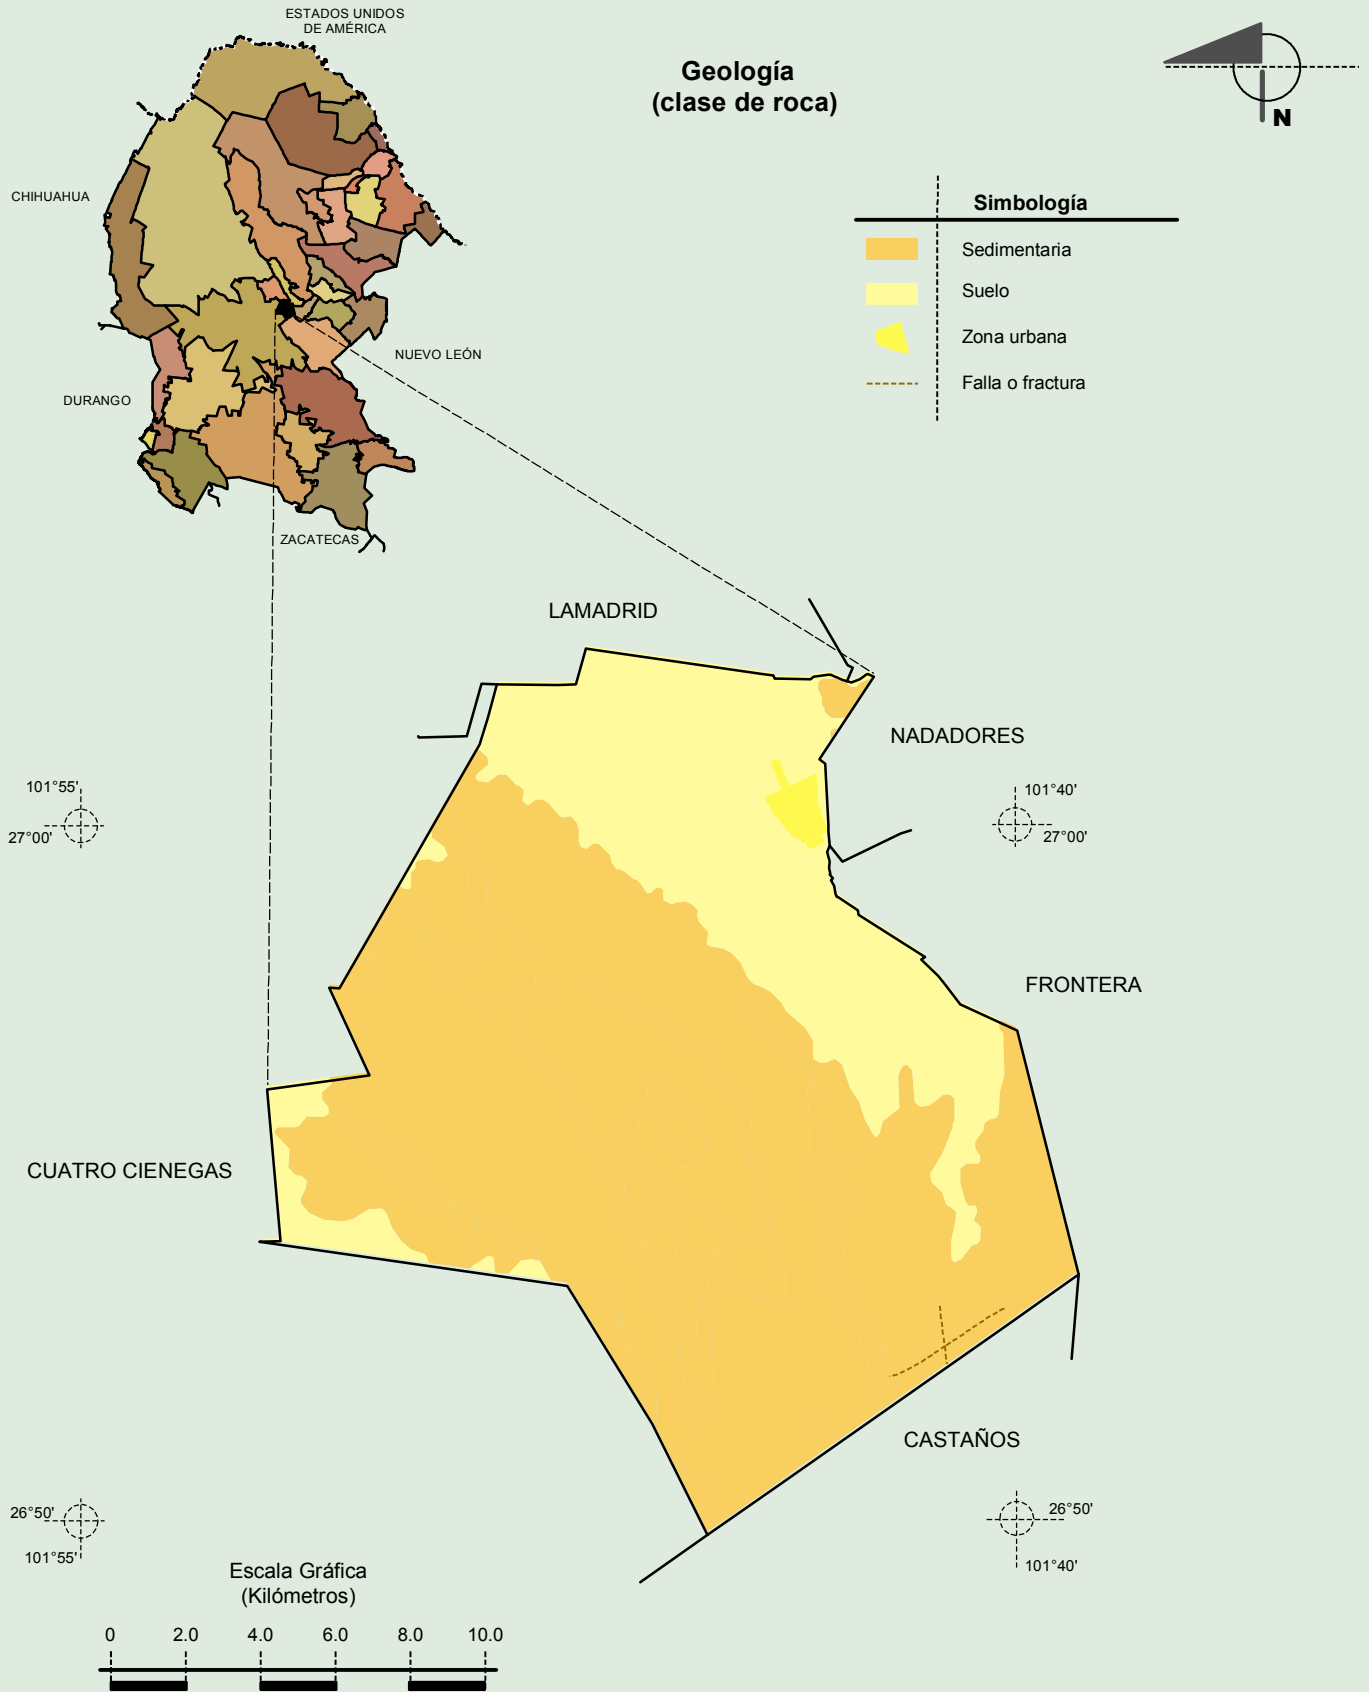 ESTADOS UNIDOS
DE AMÉRICA
Geología
(clase de roca)
N
CHIHUAHUA
NUEVO LEÓN
DURANGO
ZACATECAS
Simbología
Sedimentaria
Suelo
Zona urbana
Falla o fractura
LAMADRID
NADADORES
101°55'
27°00'
101°40'
27°00'
FRONTERA
CUATRO CIENEGAS
CASTAÑOS
26°50'
101°55'
26°50'
101°40'
Escala Gráfica
(Kilómetros)
0 2.0 4.0 6.0 8.0 10.0